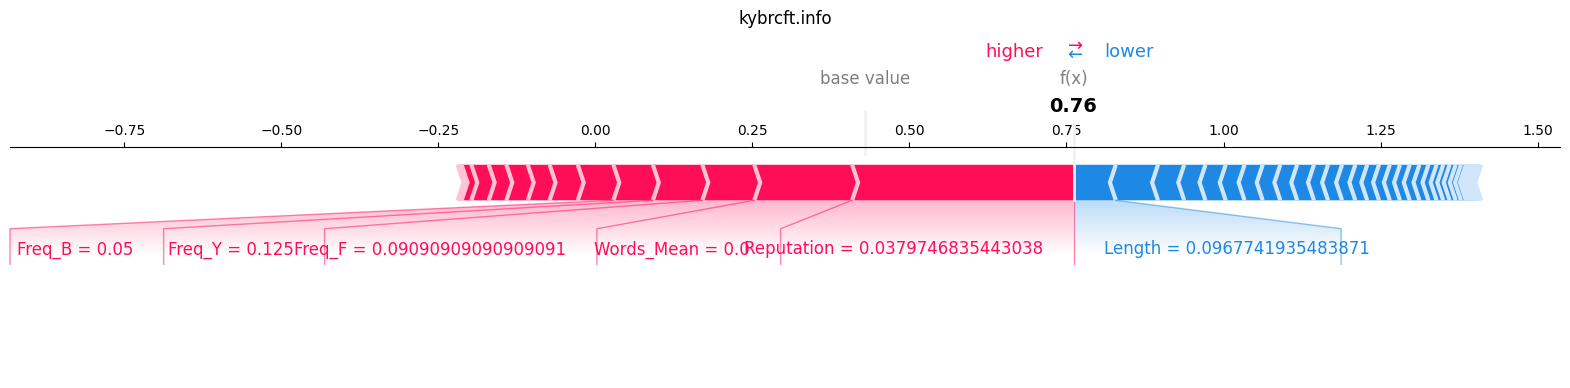 kybrcft.info
higher ⇄ lower
base value f(x)
0.76
−0.75 −0.50 −0.25 0.00 0.25 0.50 0.75 1.00 1.25 1.50
Freq_B = 0.05 Freq_Y = 0.125 Freq_F = 0.09090909090909091 Words_Mean = 0.0 Reputation = 0.0379746835443038 Length = 0.0967741935483871